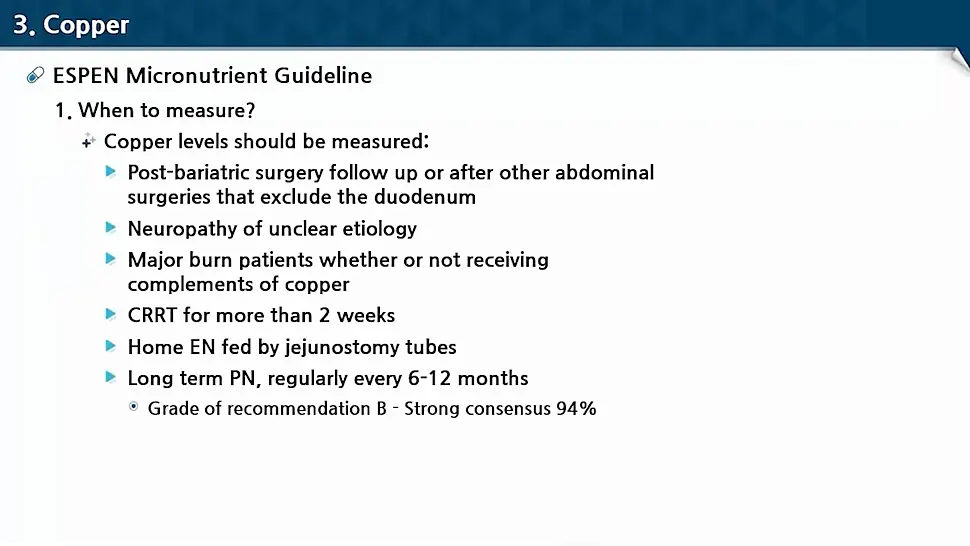 3. Copper
ESPEN Micronutrient Guideline
1. When to measure?
Copper levels should be measured:
Post-bariatric surgery follow up or after other abdominal
surgeries that exclude the duodenum
Neuropathy of unclear etiology
Major burn patients whether or not receiving
complements of copper
CRRT for more than 2 weeks
Home EN fed by jejunostomy tubes
Long term PN, regularly every 6-12 months
Grade of recommendation B - Strong consensus 94%